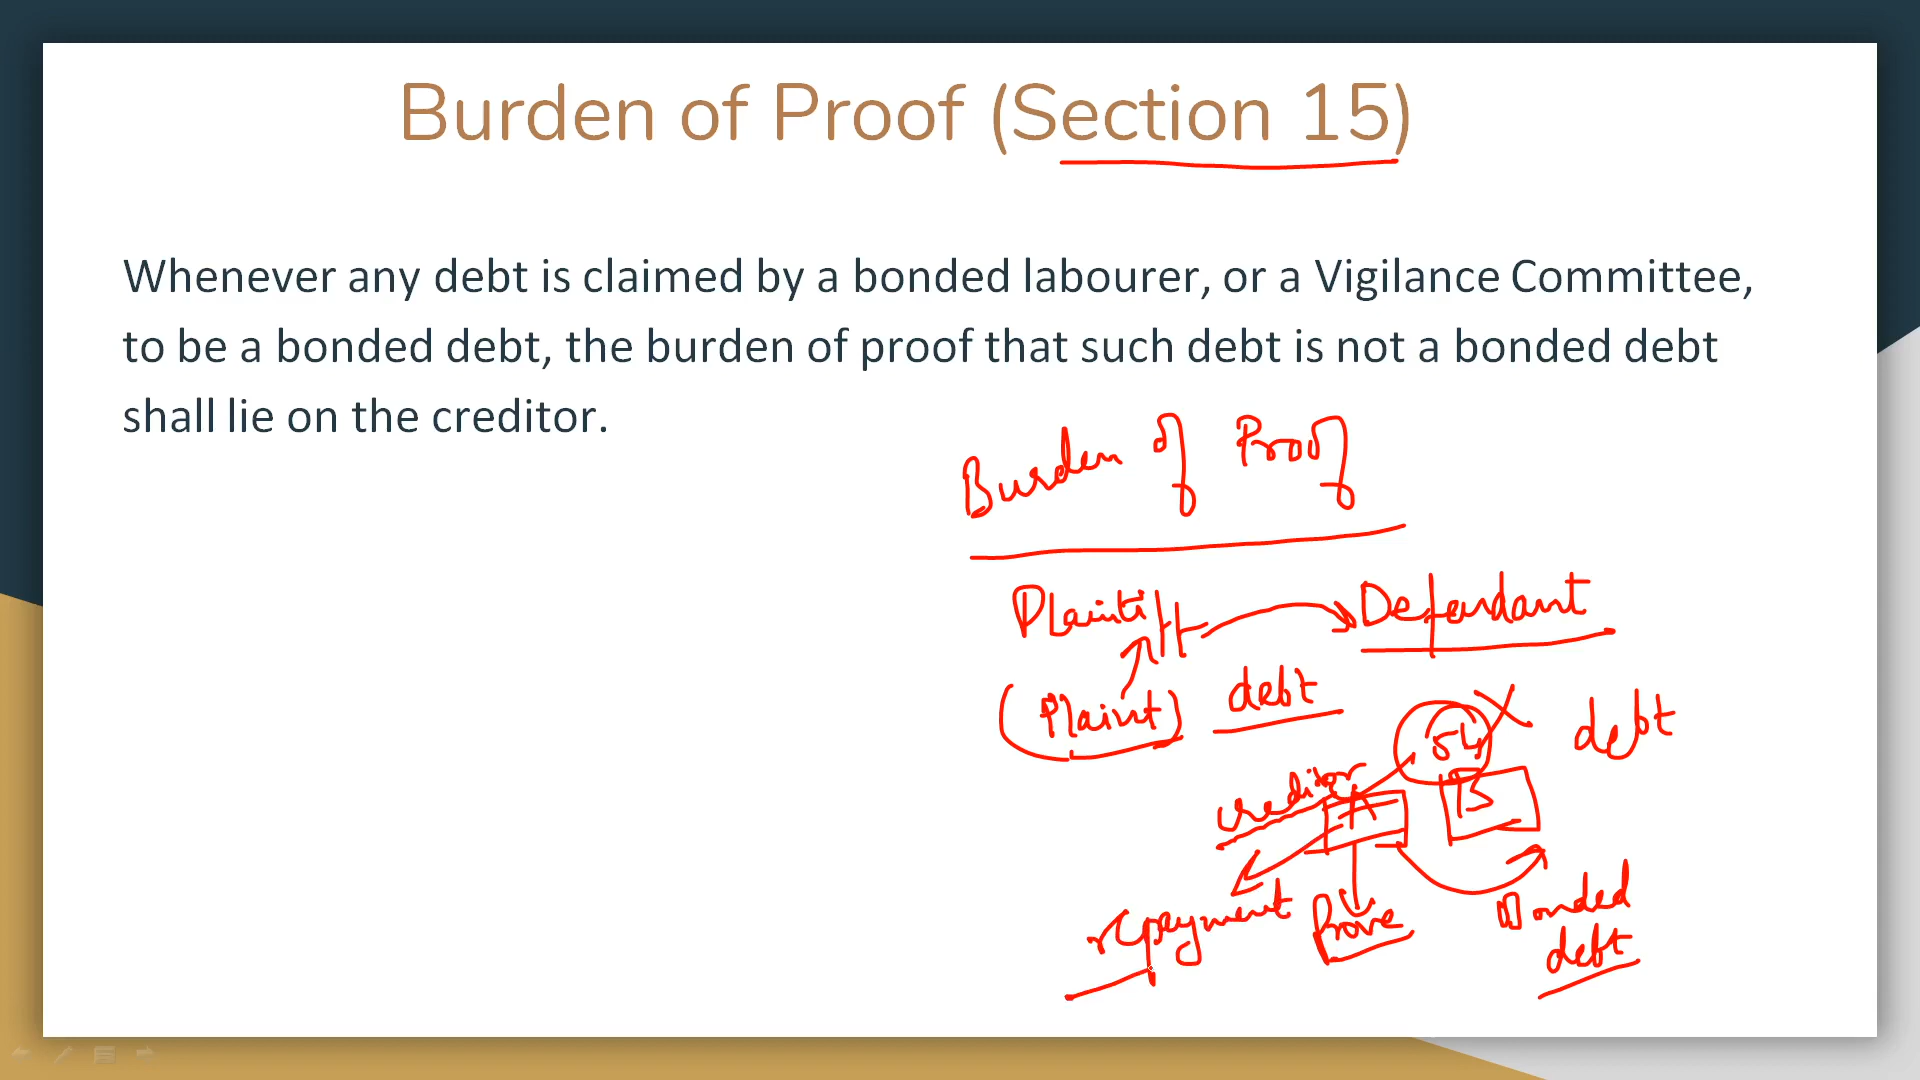 Burden of Proof (Section 15)
Whenever any debt is claimed by a bonded labourer, or a Vigilance Committee,
to be a bonded debt, the burden of proof that such debt is not a bonded debt
shall lie on the creditor.
Burden of Proof
Plaintiff Defendant
(Plaint) debt
debt
creditor A B
repayment Prove Bonded
debt